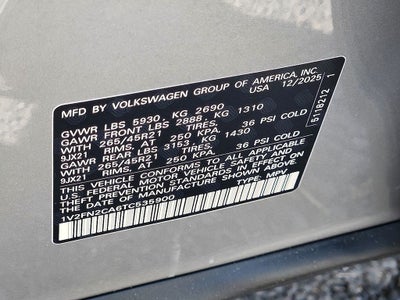 MFD. BY VOLKSWAGEN GROUP OF AMERICA, INC.
USA 12/2025
GVWR LBS 5930, KG 2690
GAWR FRONT LBS 2888, KG 1310
WITH 265/45R21 TIRES,
9JX21 RIMS, AT 250 KPA, 36 PSI COLD
GAWR REAR LBS 3153, KG 1430
WITH 265/45R21 TIRES,
9JX21 RIMS, AT 250 KPA, 36 PSI COLD
THIS VEHICLE CONFORMS TO ALL APPLICABLE
U.S. FEDERAL MOTOR VEHICLE SAFETY AND
THEFT PREVENTION STANDARDS IN EFFECT ON
THE DATE OF MANUFACTURE SHOWN ABOVE.
1V2FN2CA6TC535900 TYPE: MPV
5118212 1